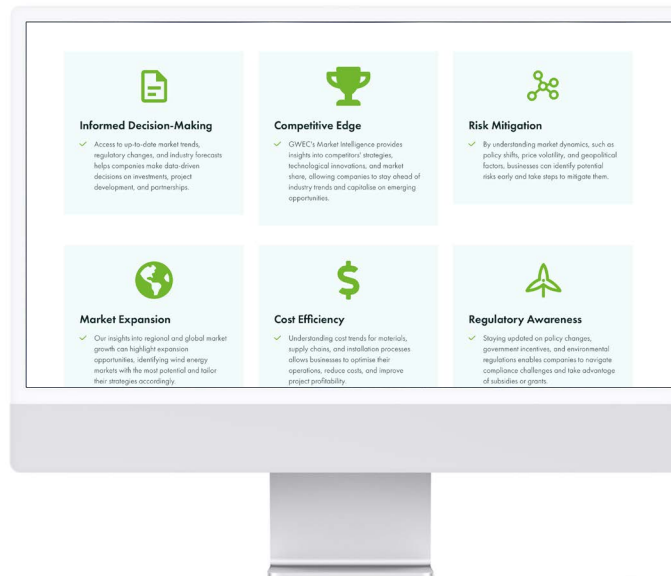 Informed Decision-Making
Access to up-to-date market trends,
regulatory changes, and industry forecasts
helps companies make data-driven
decisions on investments, project
development, and partnerships.
Competitive Edge
GWEC's Market Intelligence provides
insights into competitors' strategies,
technological innovations, and market
share, allowing companies to stay ahead of
industry trends and capitalise on emerging
opportunities.
Risk Mitigation
By understanding market dynamics, such as
policy shifts, price volatility, and geopolitical
factors, businesses can identify potential
risks early and take steps to mitigate them.
Market Expansion
Our insights into regional and global market
growth can highlight expansion
opportunities, identifying wind energy
markets with the most potential and tailor
their strategies accordingly.
Cost Efficiency
Understanding cost trends for materials,
supply chains, and installation processes
allows businesses to optimise their
operations, reduce costs, and improve
project profitability.
Regulatory Awareness
Staying updated on policy changes,
government incentives, and environmental
regulations enables companies to navigate
compliance challenges and take advantage
of subsidies or grants.